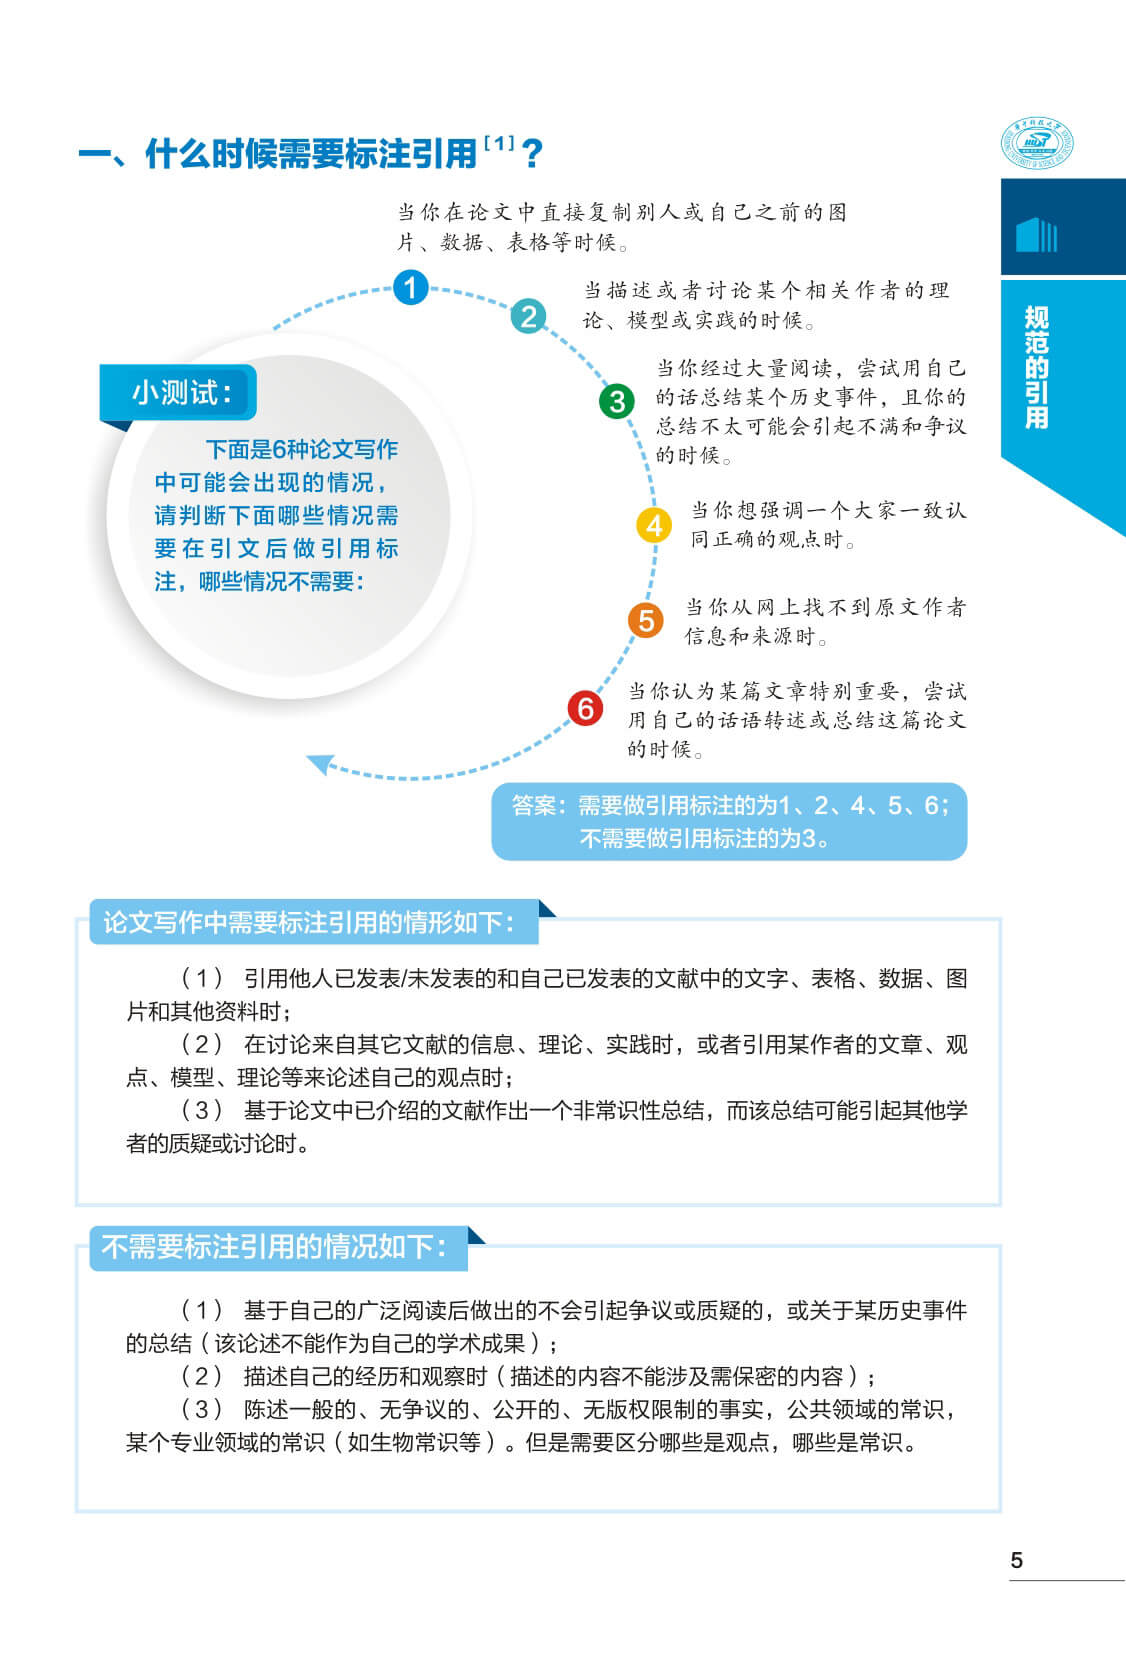 一、什么时候需要标注引用[1]?
当你在论文中直接复制别人或自己之前的图
片、数据、表格等时候。
1
当描述或者讨论某个相关作者的理
论、模型或实践的时候。
2
当你经过大量阅读，尝试用自己
的话总结某个历史事件，且你的
总结不太可能会引起不满和争议
的时候。
3
小测试：
下面是6种论文写作
中可能会出现的情况，
请判断下面哪些情况需
要在引文后做引用标
注，哪些情况不需要：
当你想强调一个大家一致认
同正确的观点时。
4
当你从网上找不到原文作者
信息和来源时。
5
当你认为某篇文章特别重要，尝试
用自己的话语转述或总结这篇论文
的时候。
6
答案：需要做引用标注的为1、2、4、5、6；
不需要做引用标注的为3。
论文写作中需要标注引用的情形如下：
（1） 引用他人已发表/未发表的和自己已发表的文献中的文字、表格、数据、图
片和其他资料时；
（2） 在讨论来自其它文献的信息、理论、实践时，或者引用某作者的文章、观
点、模型、理论等来论述自己的观点时；
（3） 基于论文中已介绍的文献作出一个非常识性总结，而该总结可能引起其他学
者的质疑或讨论时。
不需要标注引用的情况如下：
（1） 基于自己的广泛阅读后做出的不会引起争议或质疑的，或关于某历史事件
的总结（该论述不能作为自己的学术成果）；
（2） 描述自己的经历和观察时（描述的内容不能涉及需保密的内容）；
（3） 陈述一般的、无争议的、公开的、无版权限制的事实，公共领域的常识，
某个专业领域的常识（如生物常识等）。但是需要区分哪些是观点，哪些是常识。
规范的引用
5